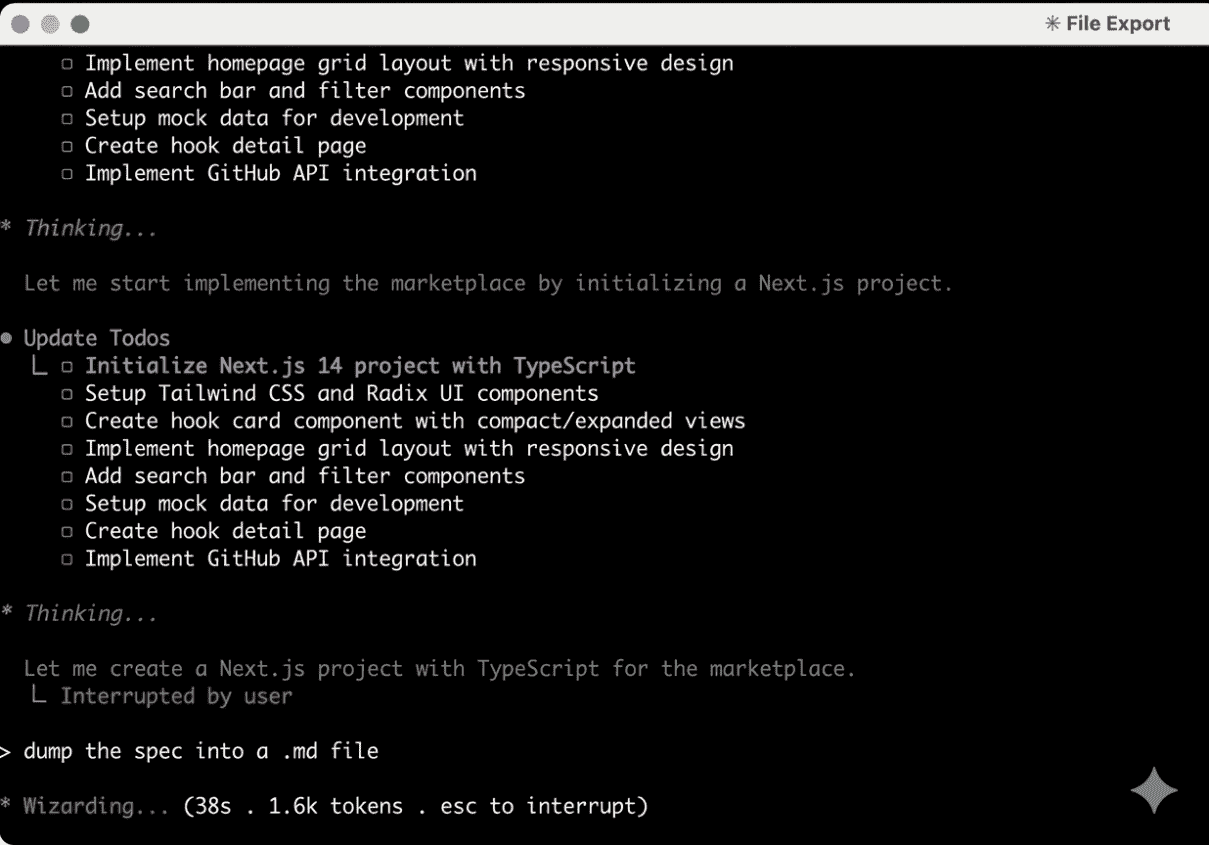 ✳ File Export
☐ Implement homepage grid layout with responsive design
☐ Add search bar and filter components
☐ Setup mock data for development
☐ Create hook detail page
☐ Implement GitHub API integration
* Thinking...
Let me start implementing the marketplace by initializing a Next.js project.
● Update Todos
⎿ ☐ Initialize Next.js 14 project with TypeScript
☐ Setup Tailwind CSS and Radix UI components
☐ Create hook card component with compact/expanded views
☐ Implement homepage grid layout with responsive design
☐ Add search bar and filter components
☐ Setup mock data for development
☐ Create hook detail page
☐ Implement GitHub API integration
* Thinking...
Let me create a Next.js project with TypeScript for the marketplace.
⎿ Interrupted by user
> dump the spec into a .md file
* Wizarding... (38s . 1.6k tokens . esc to interrupt)